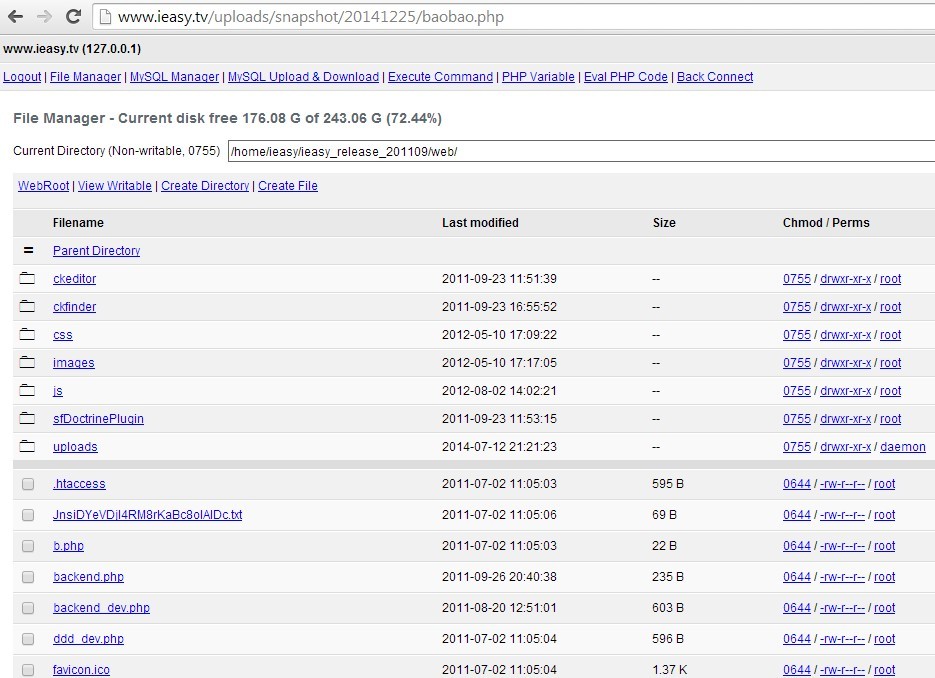 www.ieasy.tv/uploads/snapshot/20141225/baobao.php
www.ieasy.tv (127.0.0.1)
Logout | File Manager | MySQL Manager | MySQL Upload & Download | Execute Command | PHP Variable | Eval PHP Code | Back Connect
File Manager - Current disk free 176.08 G of 243.06 G (72.44%)
Current Directory (Non-writable, 0755) /home/ieasy/ieasy_release_201109/web/
WebRoot | View Writable | Create Directory | Create File
Filename Last modified Size Chmod / Perms
= Parent Directory
ckeditor 2011-09-23 11:51:39 -- 0755 / drwxr-xr-x / root
ckfinder 2011-09-23 16:55:52 -- 0755 / drwxr-xr-x / root
css 2012-05-10 17:09:22 -- 0755 / drwxr-xr-x / root
images 2012-05-10 17:17:05 -- 0755 / drwxr-xr-x / root
js 2012-08-02 14:02:21 -- 0755 / drwxr-xr-x / root
sfDoctrinePlugin 2011-09-23 11:53:15 -- 0755 / drwxr-xr-x / root
uploads 2014-07-12 21:21:23 -- 0755 / drwxr-xr-x / daemon
.htaccess 2011-07-02 11:05:03 595 B 0644 / -rw-r--r-- / root
2011-07-02 11:05:06 69 B 0644 / -rw-r--r-- / root
b.php 2011-07-02 11:05:03 22 B 0644 / -rw-r--r-- / root
backend.php 2011-09-26 20:40:38 235 B 0644 / -rw-r--r-- / root
backend_dev.php 2011-08-20 12:51:01 603 B 0644 / -rw-r--r-- / root
ddd_dev.php 2011-07-02 11:05:04 596 B 0644 / -rw-r--r-- / root
favicon.ico 2011-07-02 11:05:04 1.37 K 0644 / -rw-r--r-- / root